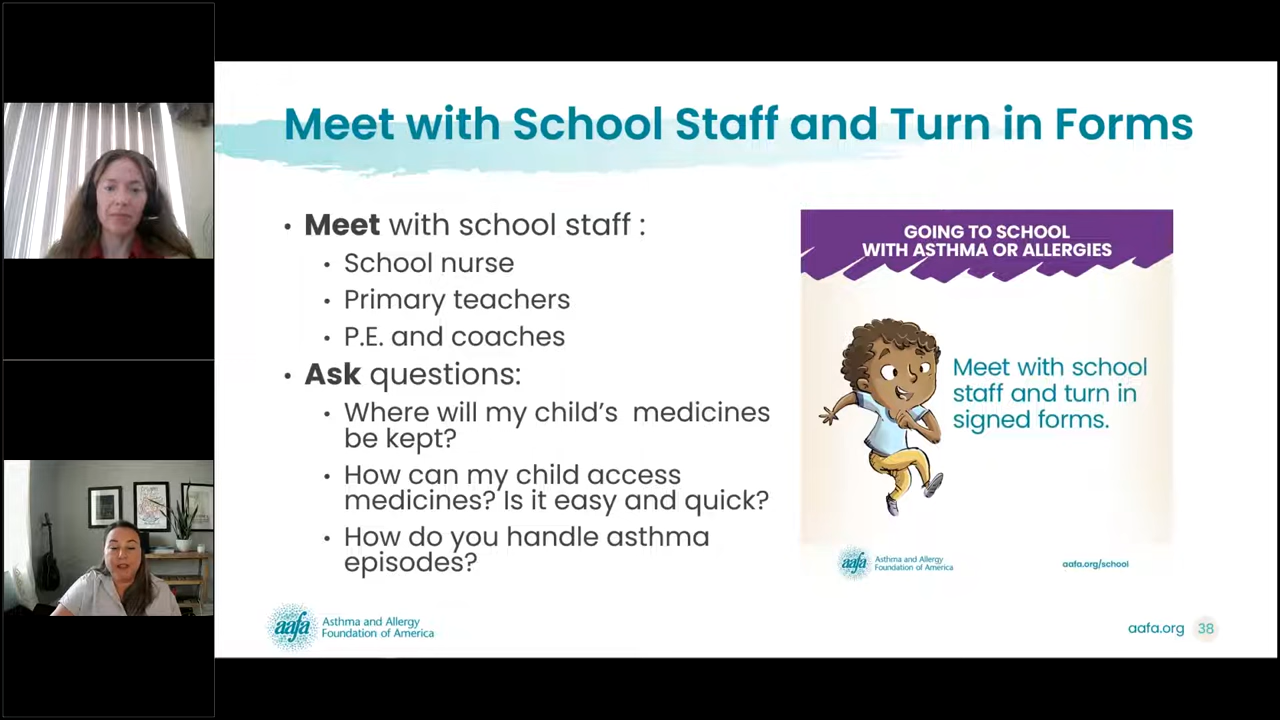 Meet with School Staff and Turn in Forms
• Meet with school staff :
• School nurse
• Primary teachers
• P.E. and coaches
• Ask questions:
• Where will my child’s  medicines
be kept?
• How can my child access
medicines? Is it easy and quick?
• How do you handle asthma
episodes?
GOING TO SCHOOL
WITH ASTHMA OR ALLERGIES
Meet with school
staff and turn in
signed forms.
aafa Asthma and Allergy
Foundation of America
aafa.org/school
aafa Asthma and Allergy
Foundation of America
aafa.org 38